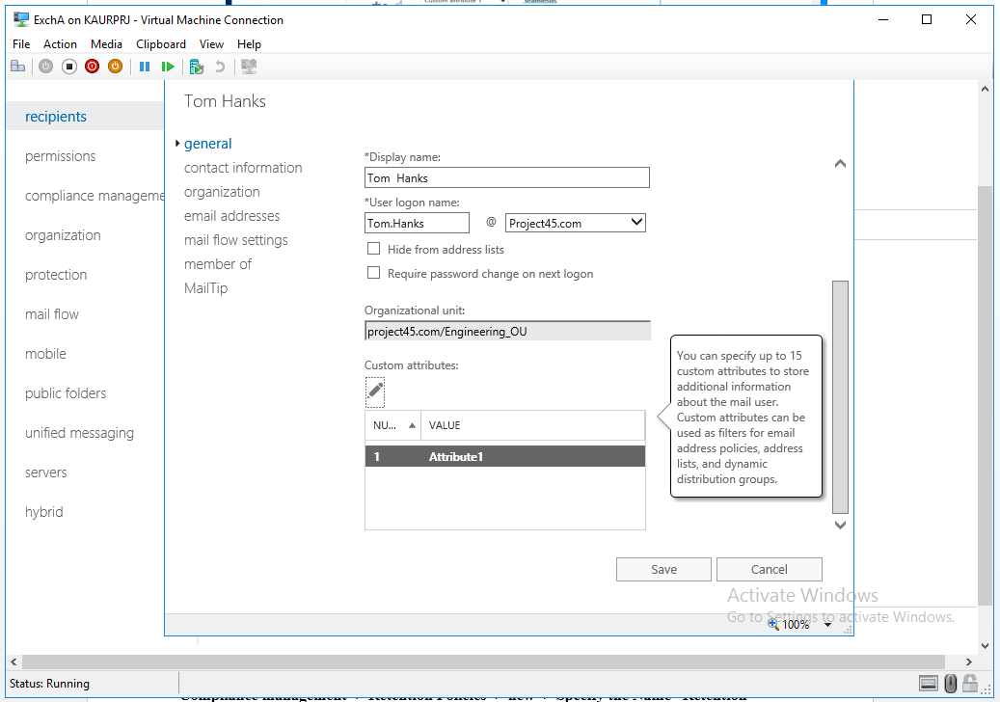 ExchA on KAURPRJ - Virtual Machine Connection
File Action Media Clipboard View Help
Tom Hanks
recipients
permissions
compliance manageme
organization
protection
mail flow
mobile
public folders
unified messaging
servers
hybrid
general
contact information
organization
email addresses
mail flow settings
member of
MailTip
*Display name:
Tom  Hanks
*User logon name:
Tom.Hanks @ Project45.com
Hide from address lists
Require password change on next logon
Organizational unit:
project45.com/Engineering_OU
Custom attributes:
NU... VALUE
1 Attribute1
You can specify up to 15
custom attributes to store
additional information
about the mail user.
Custom attributes can be
used as filters for email
address policies, address
lists, and dynamic
distribution groups.
Save Cancel
Activate Windows
Go to Settings to activate Windows.
100%
Status: Running